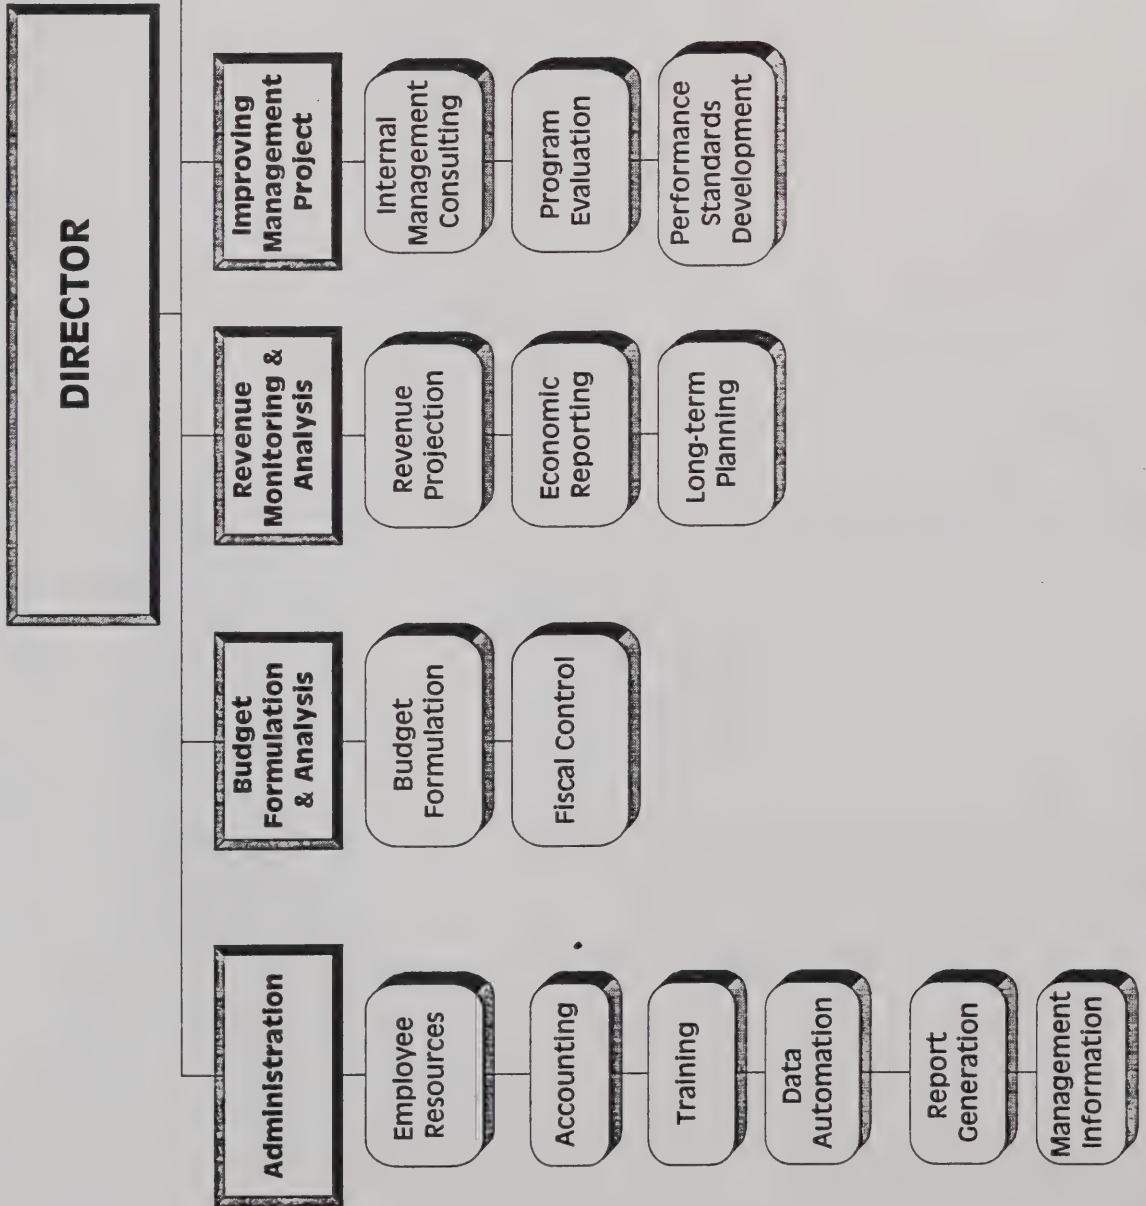 DIRECTOR
Administration
Employee
Resources
Accounting
Training
Data
Automation
Report
Generation
Management
Information
Budget
Formulation
& Analysis
Budget
Formulation
Fiscal Control
Revenue
Monitoring &
Analysis
Revenue
Projection
Economic
Reporting
Long-term
Planning
Improving
Management
Project
Internal
Management
Consulting
Program
Evaluation
Performance
Standards
Development